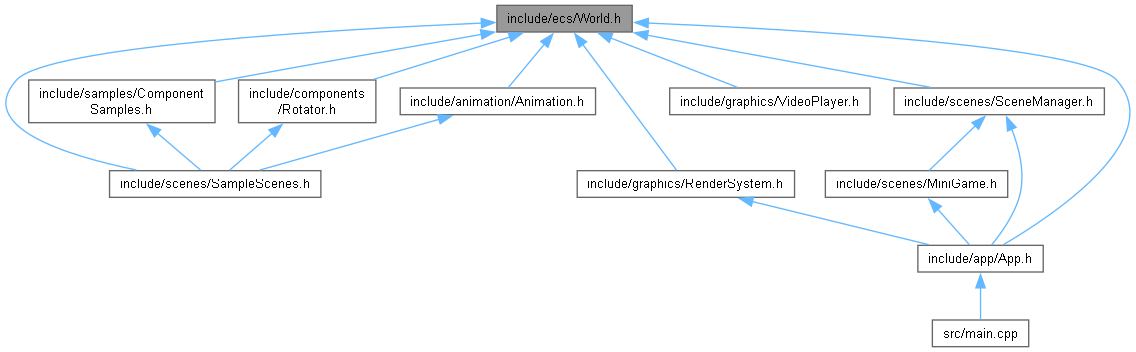 include/ecs/World.h
include/samples/Component
Samples.h
include/components
/Rotator.h
include/animation/Animation.h
include/graphics/VideoPlayer.h
include/scenes/SceneManager.h
include/scenes/SampleScenes.h
include/graphics/RenderSystem.h
include/scenes/MiniGame.h
include/app/App.h
src/main.cpp